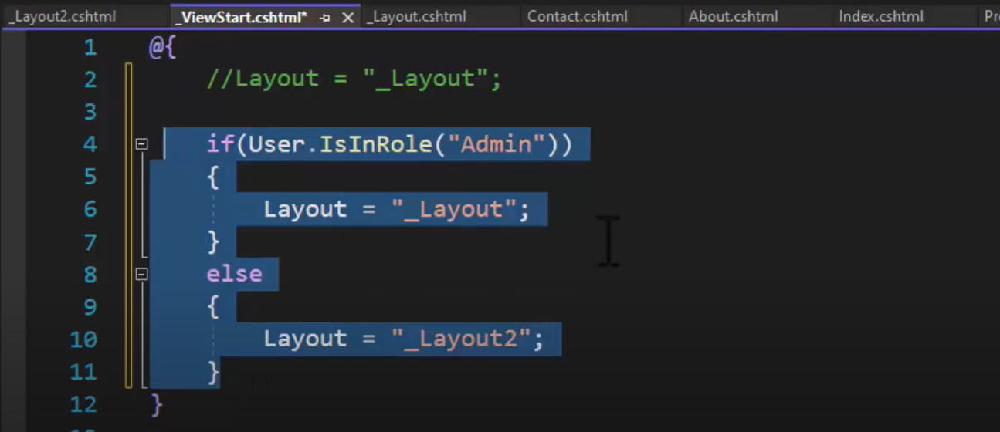 _Layout2.cshtml _ViewStart.cshtml* _Layout.cshtml Contact.cshtml About.cshtml Index.cshtml
1 @{
2 //Layout = "_Layout";
3
4 if(User.IsInRole("Admin"))
5 {
6 Layout = "_Layout";
7 }
8 else
9 {
10 Layout = "_Layout2";
11 }
12 }